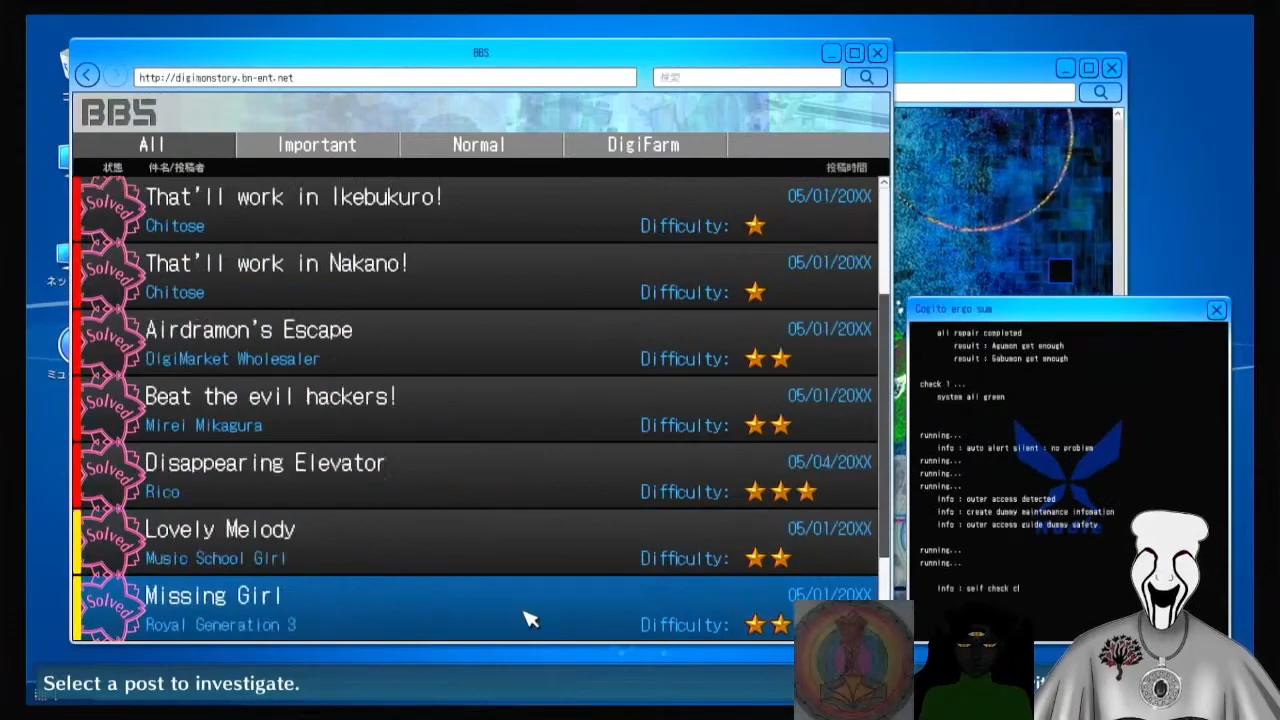 BBS
http://digimonstory.bn-ent.net
検索
BBS
All Important Normal DigiFarm
状態 件名/投稿者 投稿時間
Solved That'll work in Ikebukuro! 05/01/20XX
Chitose Difficulty:
Solved That'll work in Nakano! 05/01/20XX
Chitose Difficulty:
Solved Airdramon's Escape 05/01/20XX
DigiMarket Wholesaler Difficulty:
Solved Beat the evil hackers! 05/01/20XX
Mirei Mikagura Difficulty:
Solved Disappearing Elevator 05/04/20XX
Rico Difficulty:
Solved Lovely Melody 05/01/20XX
Music School Girl Difficulty:
Solved Missing Girl 05/01/20XX
Royal Generation 3 Difficulty:
Select a post to investigate.
Cogito ergo sum
all repair completed
result : Agumon get enough
result : Gabumon get enough
check 1 ...
system all green
running...
info : auto alert silent : no problem
running...
running...
running...
info : outer access detected
info : create dummy maintenance infomation
info : outer access guide dummy safety
running...
running...
info : self check cl